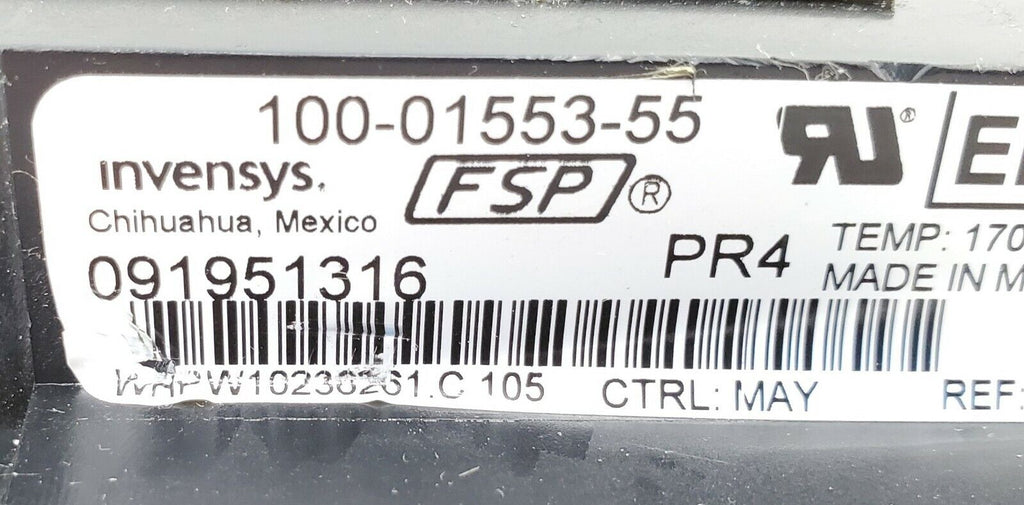 100-01553-55
invensys.
FSP®
Chihuahua, Mexico
PR4
TEMP: 170
MADE IN M
091951316
CTRL: MAY
REF:
105